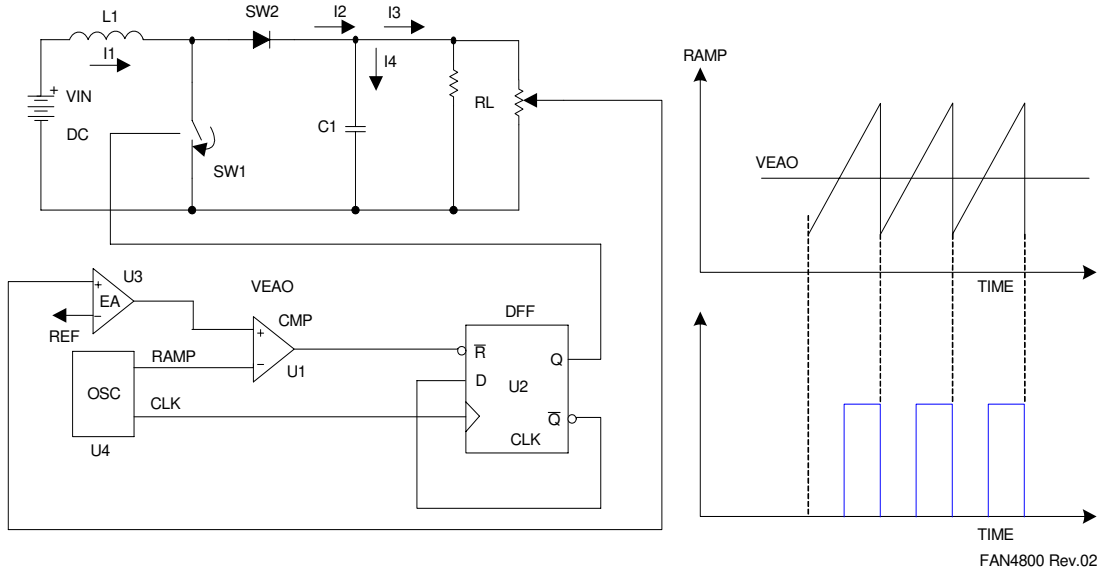 L1
SW2
I2
I3
I1
I4
+
VIN
DC
C1
RL
SW1
RAMP
VEAO
TIME
U3
+
EA
−
REF
VEAO
CMP
+
−
U1
RAMP
OSC
CLK
U4
DFF
R
Q
D
U2
Q
CLK
TIME
FAN4800 Rev.02